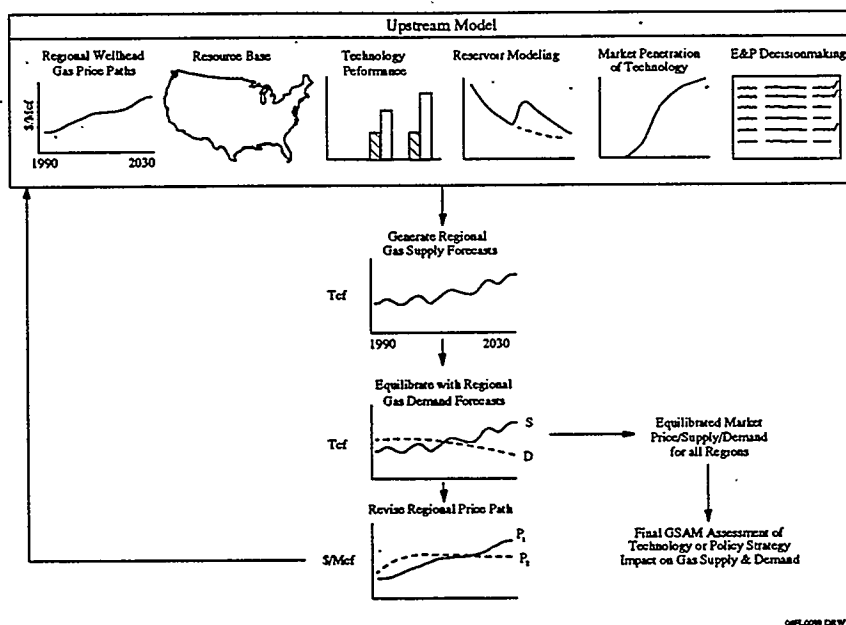 Upstream Model
Regional Wellhead
Gas Price Paths
$/Mcf
1990
2030
Resource Base
Technology
Peformance
Reservoir Modeling
Market Penetration
of Technology
E&P Decisionmaking
Generate Regional
Gas Supply Forecasts
Tcf
1990
2030
Equilibrate with Regional
Gas Demand Forecasts
Tcf
S
D
Equilibrated Market
Price/Supply/Demand
for all Regions
Revise Regional Price Path
$/Mcf
P₁
P₂
Final GSAM Assessment of
Technology or Policy Strategy
Impact on Gas Supply & Demand